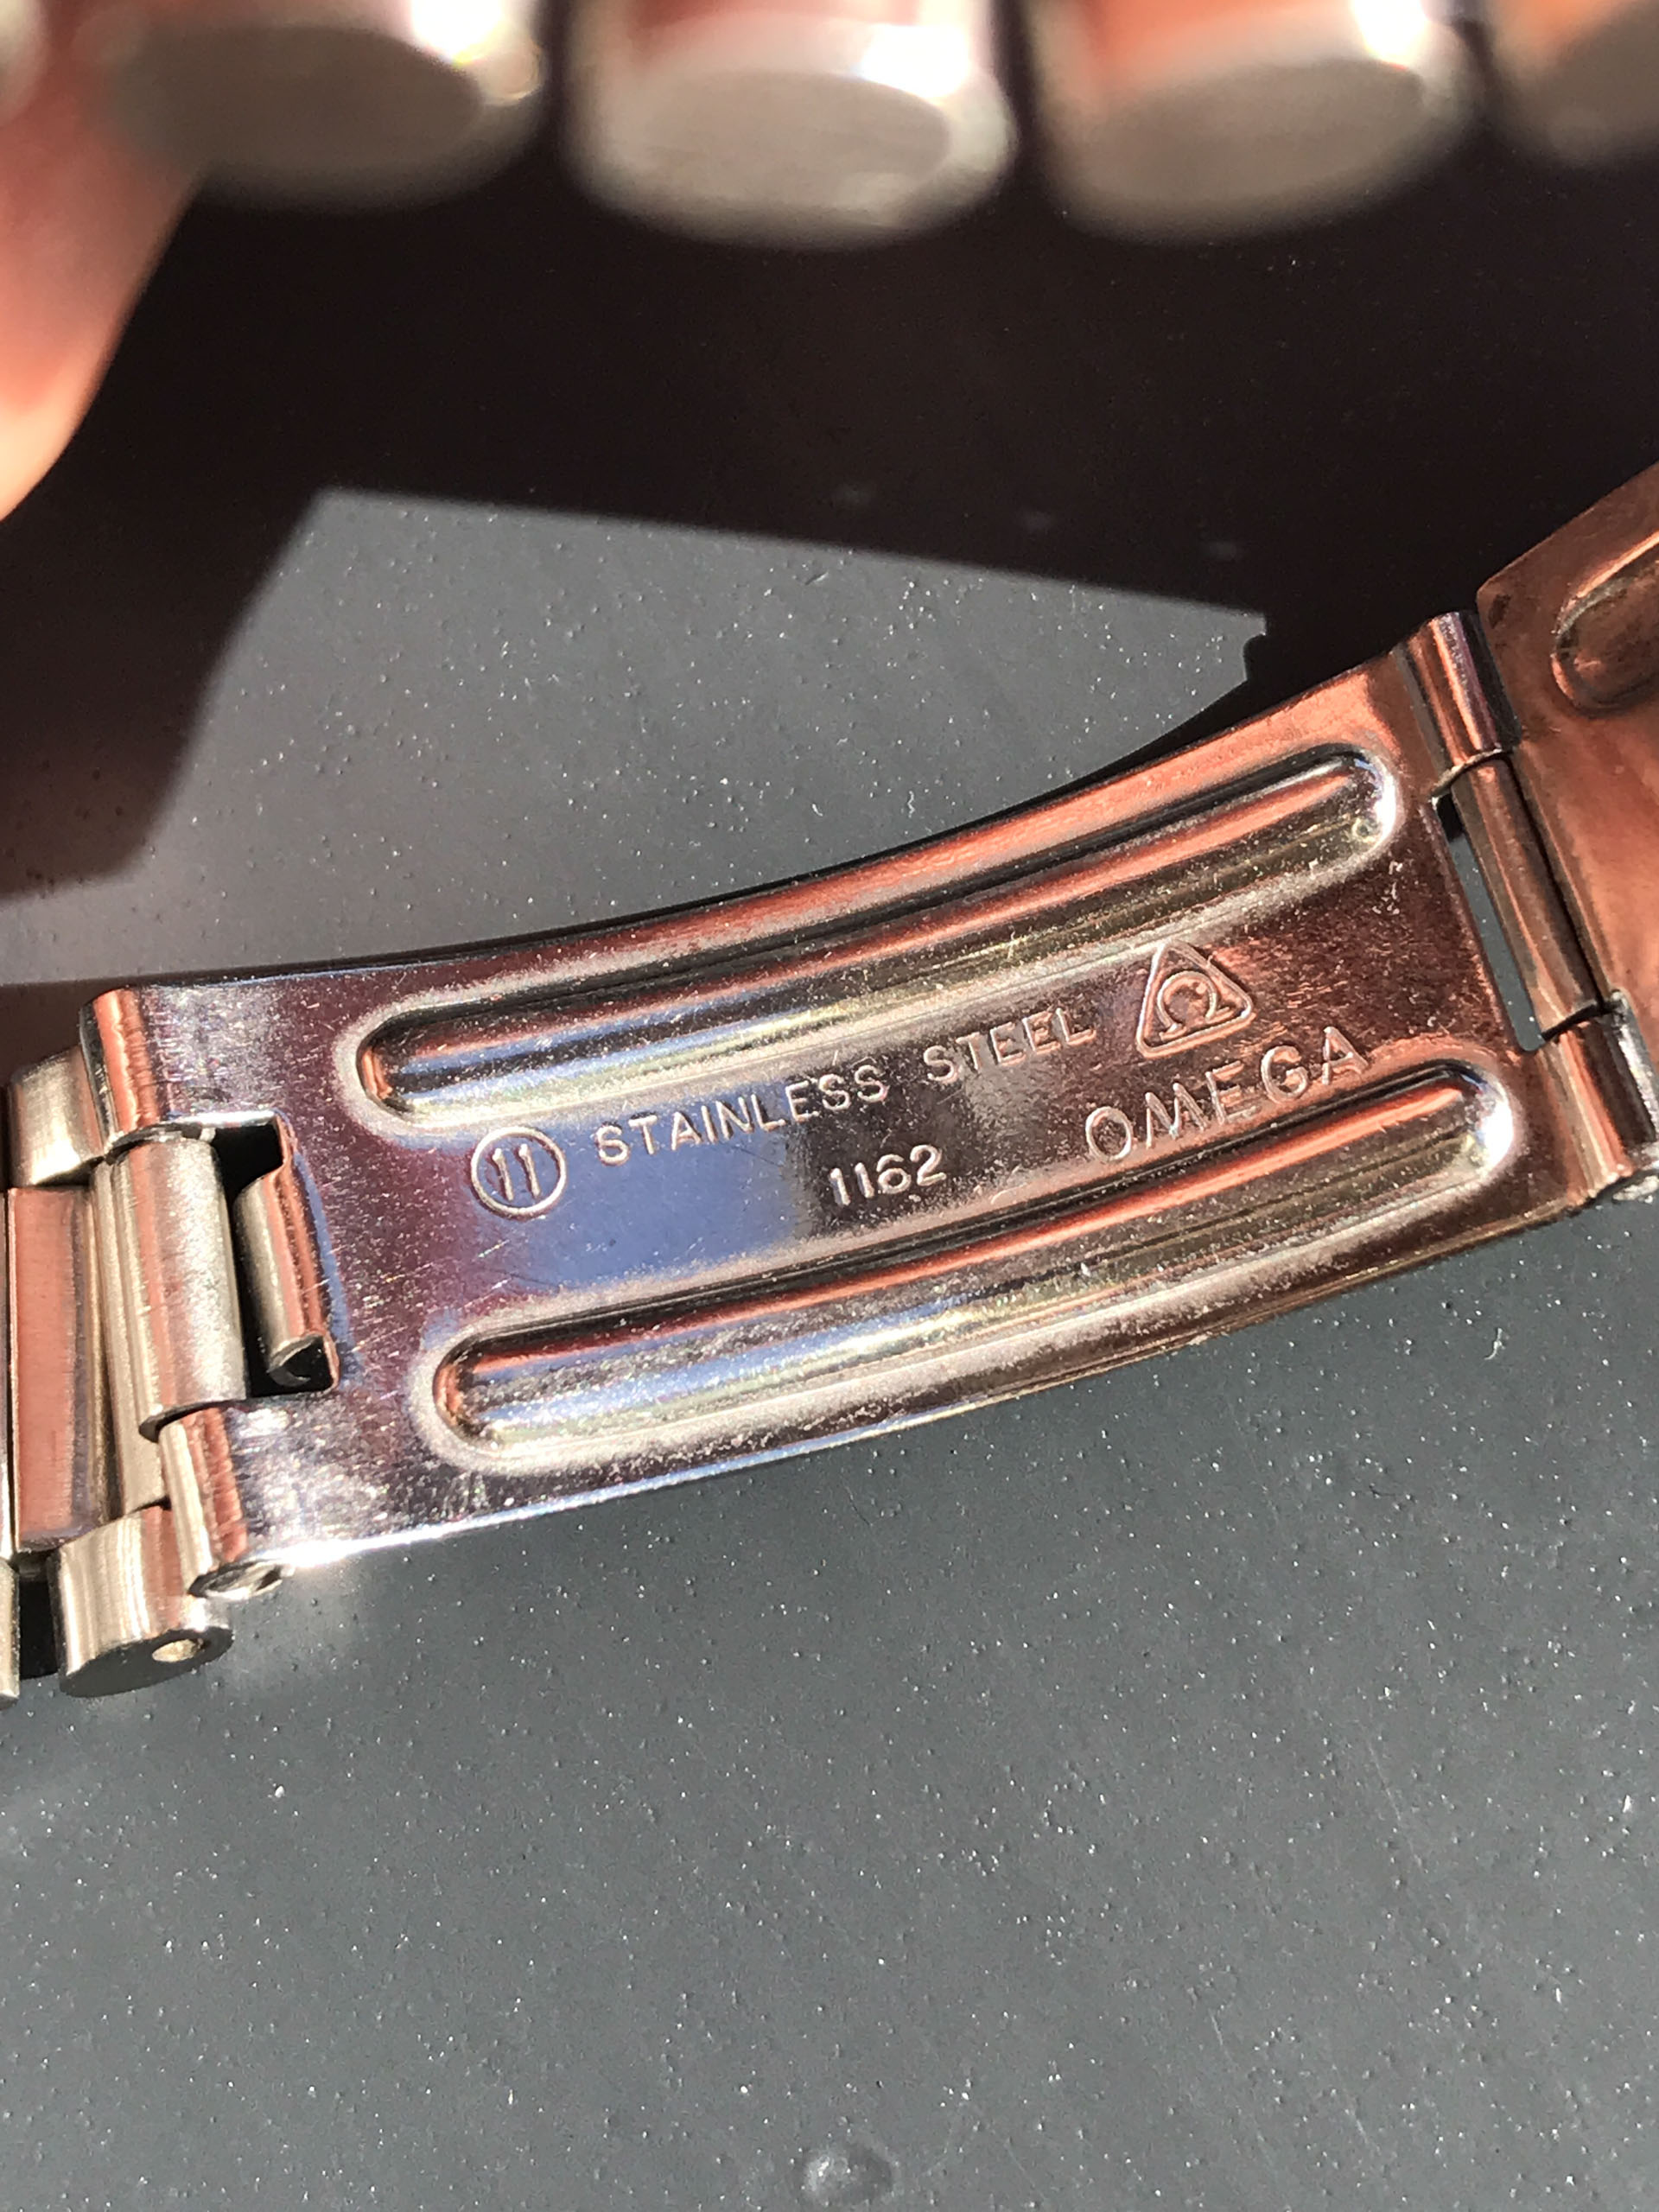 ⑪ STAINLESS STEEL Ω
1162 OMEGA